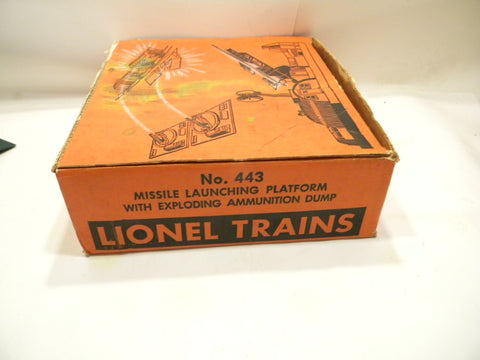 No. 443
MISSILE LAUNCHING PLATFORM
WITH EXPLODING AMMUNITION DUMP
LIONEL TRAINS